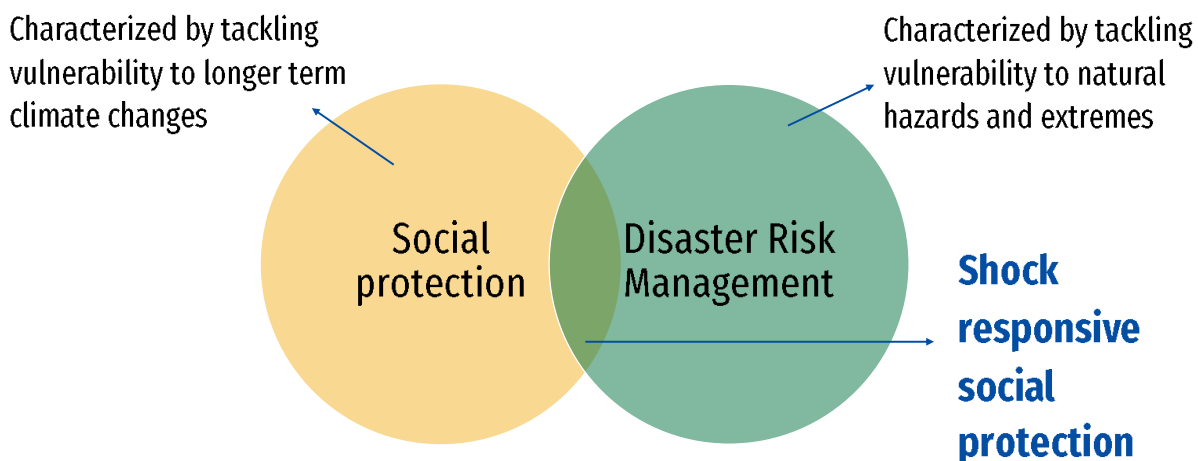 Characterized by tackling
vulnerability to longer term
climate changes
Characterized by tackling
vulnerability to natural
hazards and extremes
Social
protection
Disaster Risk
Management
Shock
responsive
social
protection